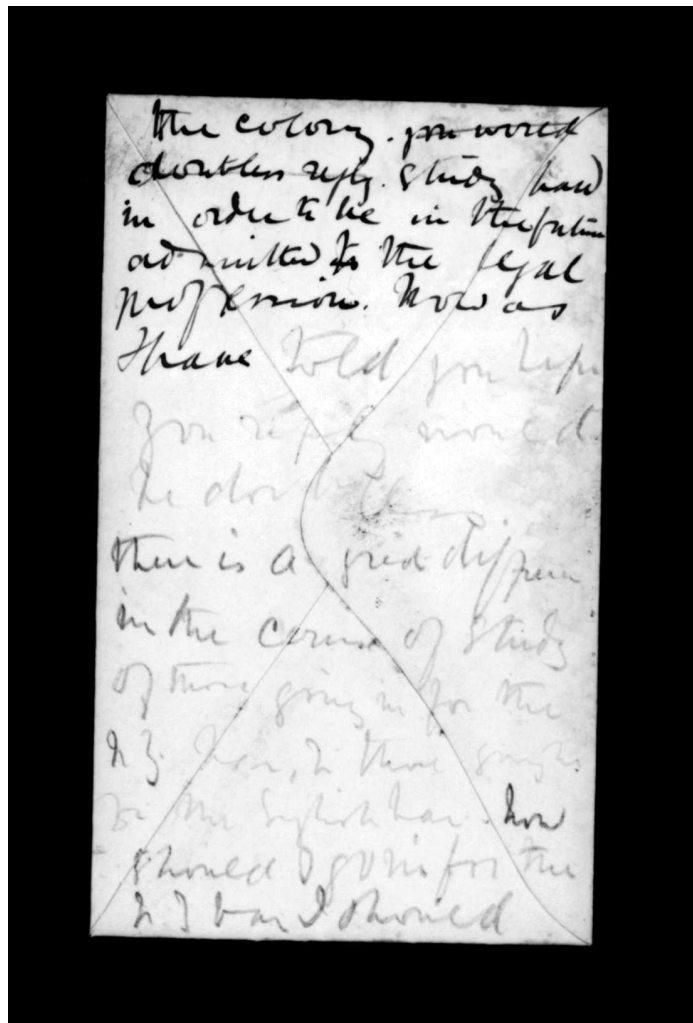 the colony. you would
doubtless reply. Study hard
in order to be in the future
admitted to the legal
profession. Now as
I have told you
you reply would
be doubtless
there is a great difference
in the course of study
of those going in for the
N Z bar, to those going in
for the English bar. Now
should I go in for the
N Z bar I should